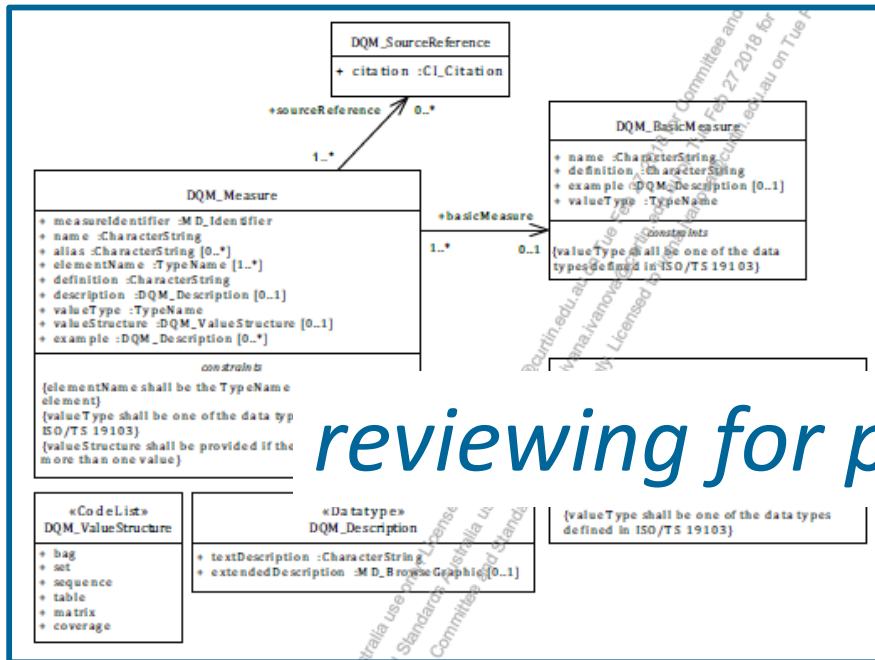 DQM_SourceReference
+ citation :CI_Citation
+sourceReference
0..*
1..*
DQM_BasicMeasure
+ name :CharacterString
+ definition :CharacterString
+ example :DQM_Description [0..1]
+ valueType :TypeName
constraints
{valueType shall be one of the data
types defined in ISO/TS 19103}
+basicMeasure
1..*
0..1
DQM_Measure
+ measureIdentifier :MD_Identifier
+ name :CharacterString
+ alias :CharacterString [0..*]
+ elementName :TypeName [1..*]
+ definition :CharacterString
+ description :DQM_Description [0..1]
+ valueType :TypeName
+ valueStructure :DQM_ValueStructure [0..1]
+ example :DQM_Description [0..*]
constraints
{elementName shall be the TypeName
element}
{valueType shall be one of the data typ
ISO/TS 19103}
{valueStructure shall be provided if the
more than one value}
reviewing for p
«CodeList»
DQM_ValueStructure
+ bag
+ set
+ sequence
+ table
+ matrix
+ coverage
«Datatype»
DQM_Description
+ textDescription :CharacterString
+ extendedDescription :MD_BrowseGraphic [0..1]
{valueType shall be one of the data types
defined in ISO/TS 19103}